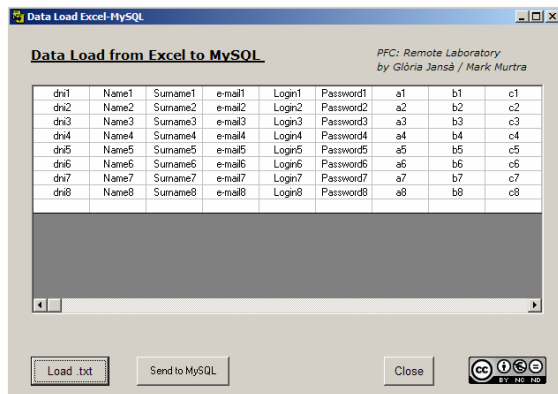 Data Load Excel-MySQL
Data Load from Excel to MySQL
PFC: Remote Laboratory
by Glòria Jansà / Mark Murtra
dni1 Name1 Surname1 e-mail1 Login1 Password1 a1 b1 c1
dni2 Name2 Surname2 e-mail2 Login2 Password2 a2 b2 c2
dni3 Name3 Surname3 e-mail3 Login3 Password3 a3 b3 c3
dni4 Name4 Surname4 e-mail4 Login4 Password4 a4 b4 c4
dni5 Name5 Surname5 e-mail5 Login5 Password5 a5 b5 c5
dni6 Name6 Surname6 e-mail6 Login6 Password6 a6 b6 c6
dni7 Name7 Surname7 e-mail7 Login7 Password7 a7 b7 c7
dni8 Name8 Surname8 e-mail8 Login8 Password8 a8 b8 c8
Load .txt Send to MySQL Close cc
BY NC ND